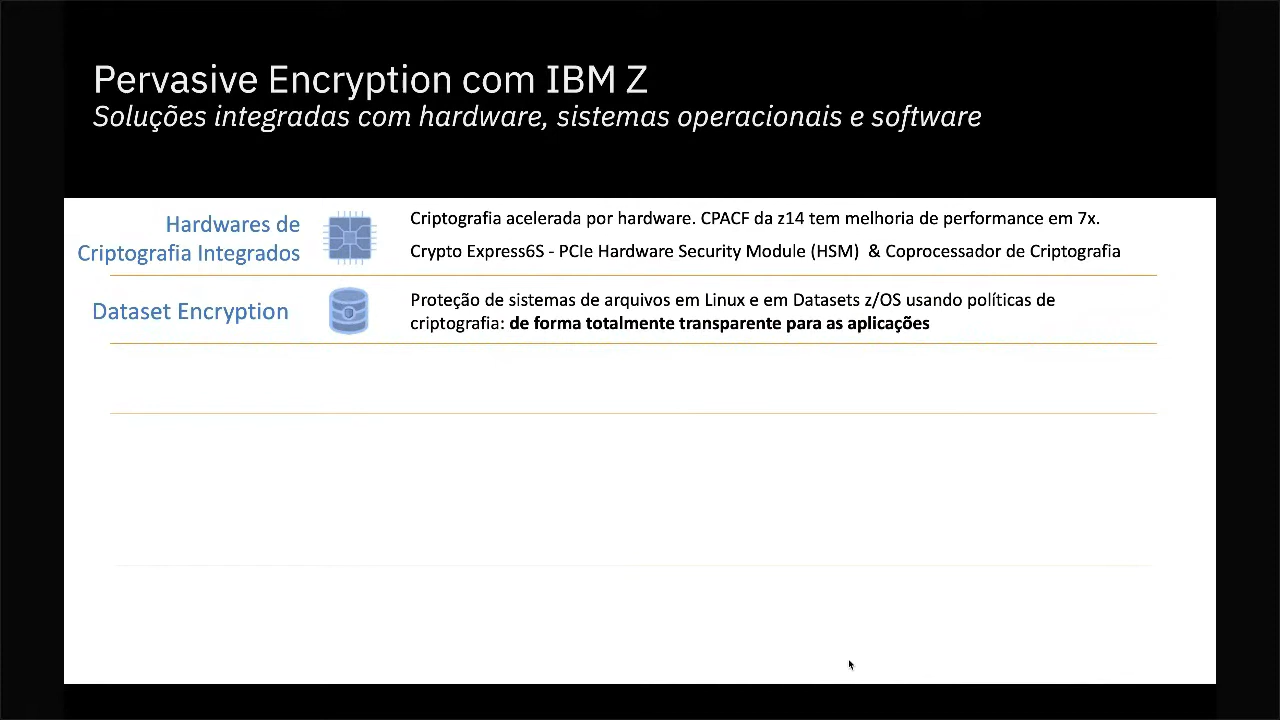 Pervasive Encryption com IBM Z
Soluções integradas com hardware, sistemas operacionais e software
Hardwares de
Criptografia Integrados
Criptografia acelerada por hardware. CPACF da z14 tem melhoria de performance em 7x.
Crypto Express6S - PCIe Hardware Security Module (HSM) & Coprocessador de Criptografia
Dataset Encryption
Proteção de sistemas de arquivos em Linux e em Datasets z/OS usando políticas de
criptografia: de forma totalmente transparente para as aplicações